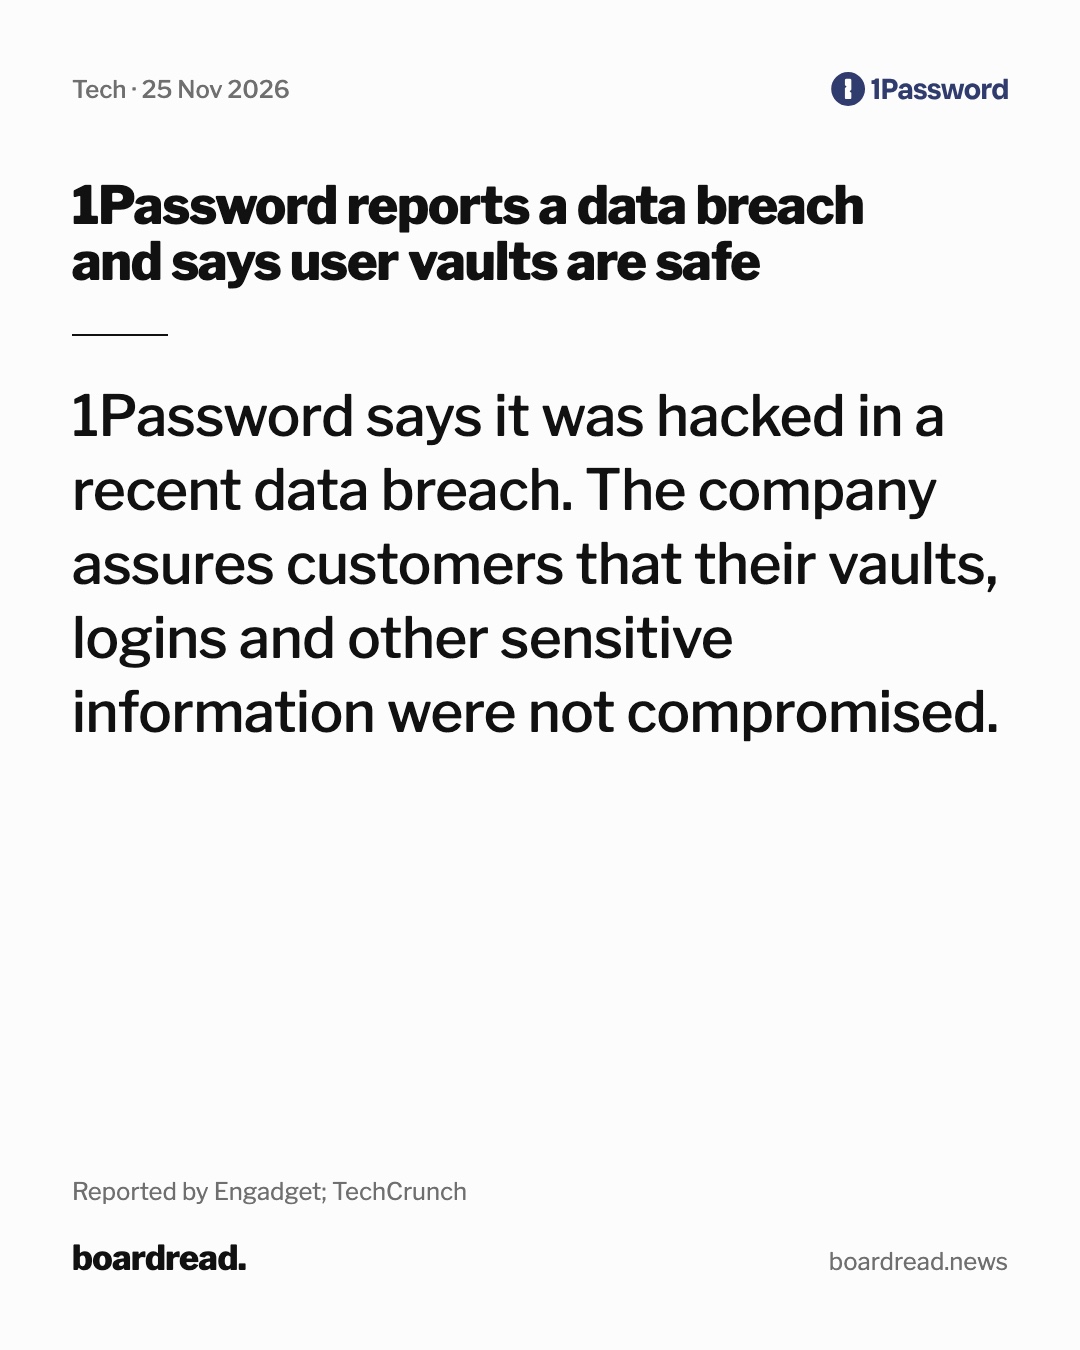 Tech · 25 Nov 2026
1Password
1Password reports a data breach
and says user vaults are safe
1Password says it was hacked in a
recent data breach. The company
assures customers that their vaults,
logins and other sensitive
information were not compromised.
Reported by Engadget; TechCrunch
boardread.
boardread.news